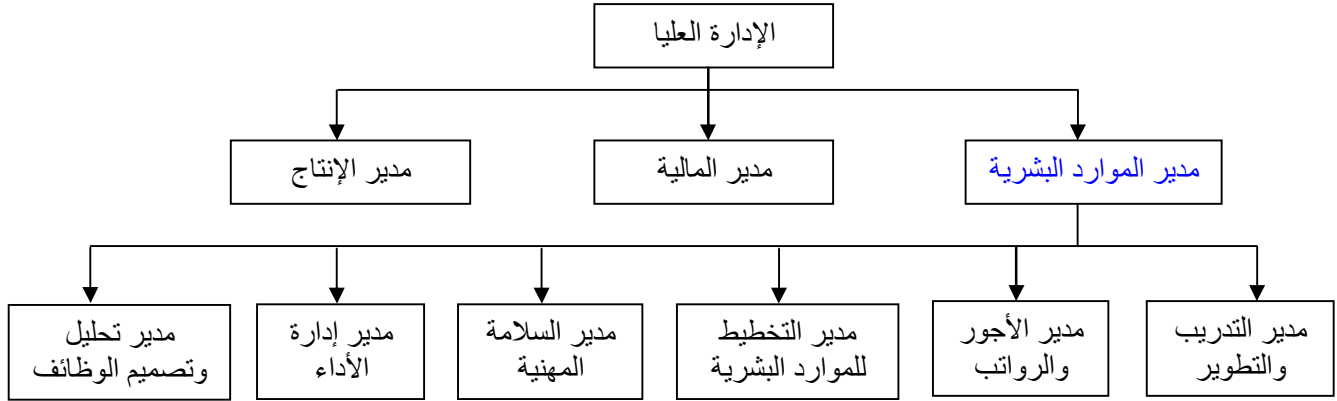 الإدارة العليا
مدير الموارد البشرية
مدير المالية
مدير الإنتاج
مدير التدريب
والتطوير
مدير الأجور
والرواتب
مدير التخطيط
للموارد البشرية
مدير السلامة
المهنية
مدير إدارة
الأداء
مدير تحليل
وتصميم الوظائف